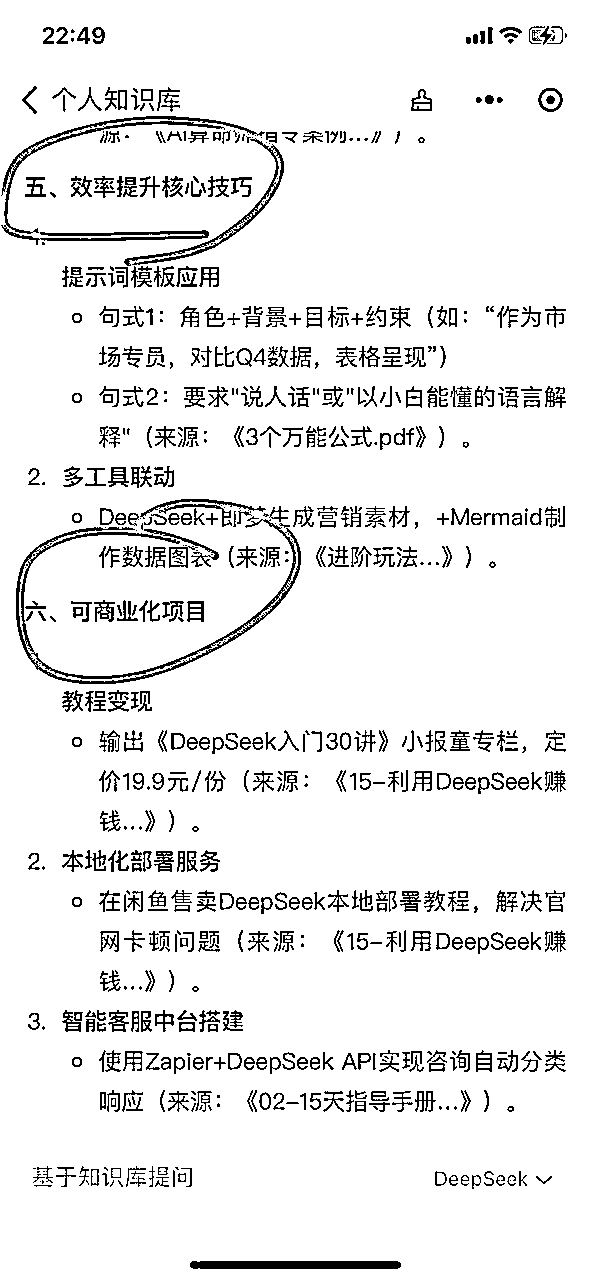 22:49
个人知识库
源：《AI算命师指令案例...》）。
五、效率提升核心技巧
1.
提示词模板应用
句式1：角色+背景+目标+约束（如：“作为市
场专员，对比Q4数据，表格呈现”）
句式2：要求"说人话"或"以小白能懂的语言解
释"（来源：《3个万能公式.pdf》）。
2. 多工具联动
DeepSeek+即梦生成营销素材，+Mermaid制
作数据图表（来源：《进阶玩法...》）。
六、可商业化项目
教程变现
输出《DeepSeek入门30讲》小报童专栏，定
价19.9元/份（来源：《15-利用DeepSeek赚
钱...》）。
2. 本地化部署服务
在闲鱼售卖DeepSeek本地部署教程，解决官
网卡顿问题（来源：《15-利用DeepSeek赚
钱...》）。
3. 智能客服中台搭建
使用Zapier+DeepSeek API实现咨询自动分类
响应（来源：《02-15天指导手册...》）。
基于知识库提问
DeepSeek